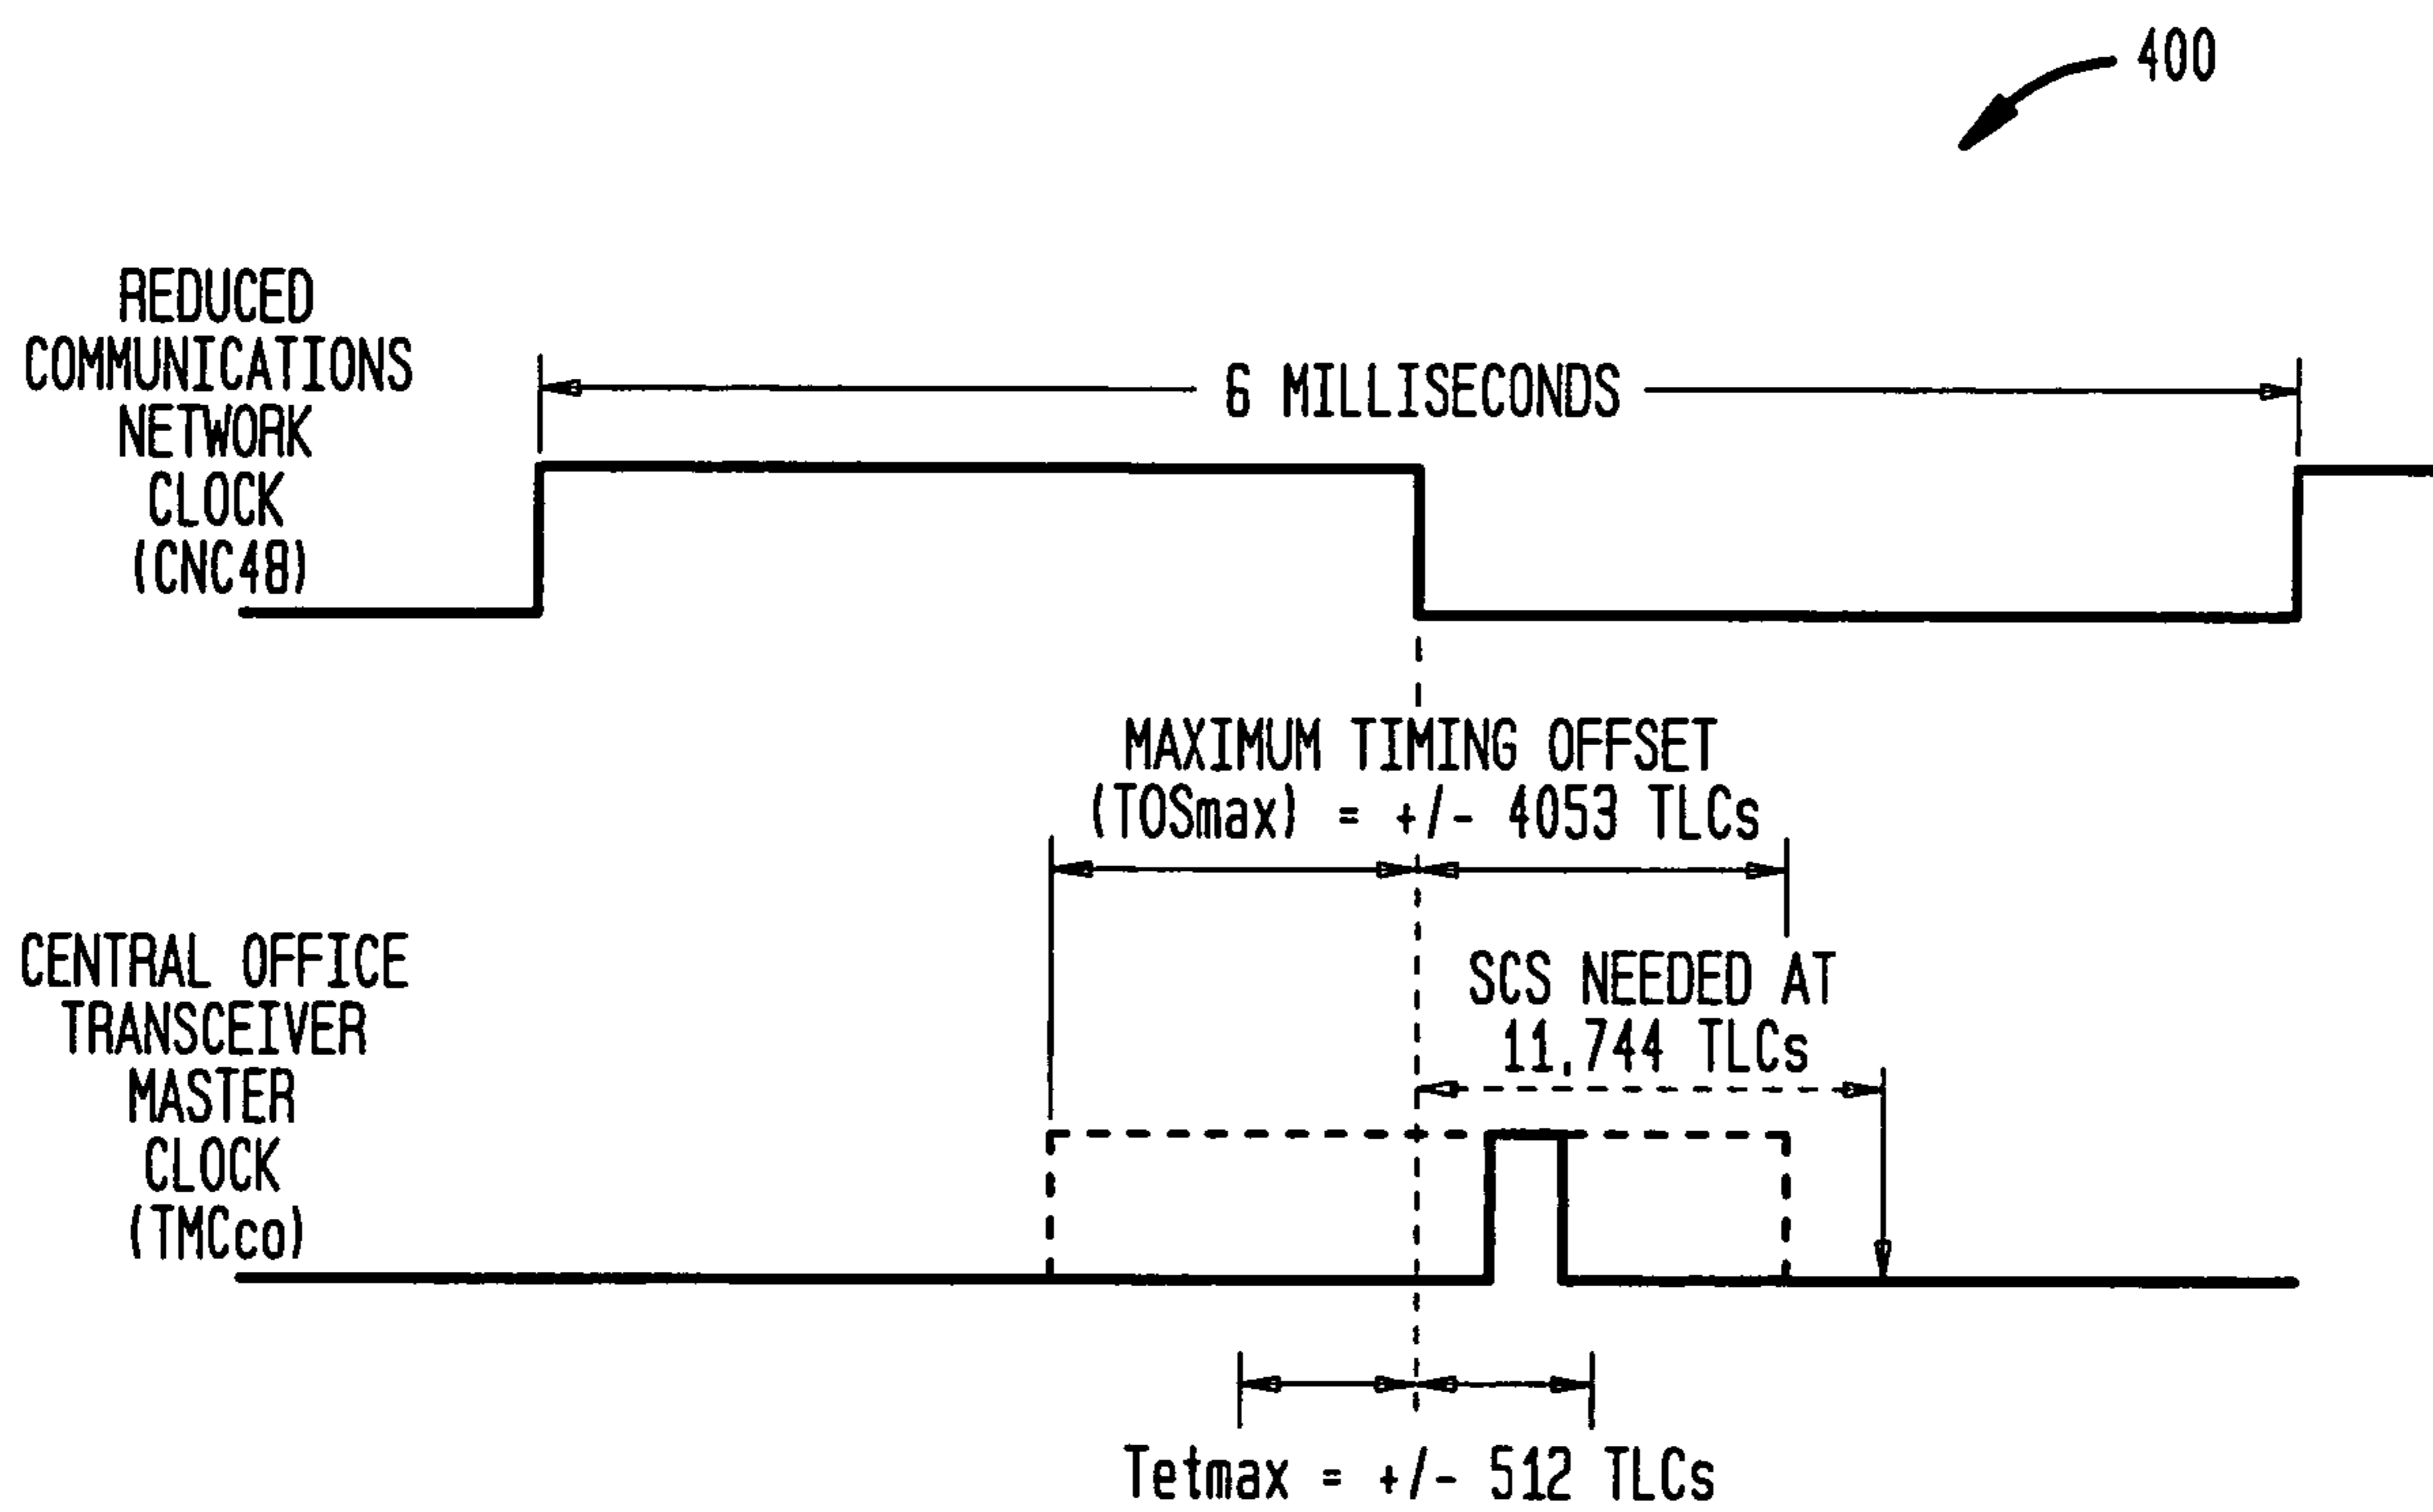 400
REDUCED
COMMUNICATIONS
NETWORK
CLOCK
(CNC48)
6 MILLISECONDS
MAXIMUM TIMING OFFSET
(TOSmax) = +/- 4053 TLCs
CENTRAL OFFICE
TRANSCEIVER
MASTER
CLOCK
(TMCco)
SCS NEEDED AT
11,744 TLCs
Tetmax = +/- 512 TLCs